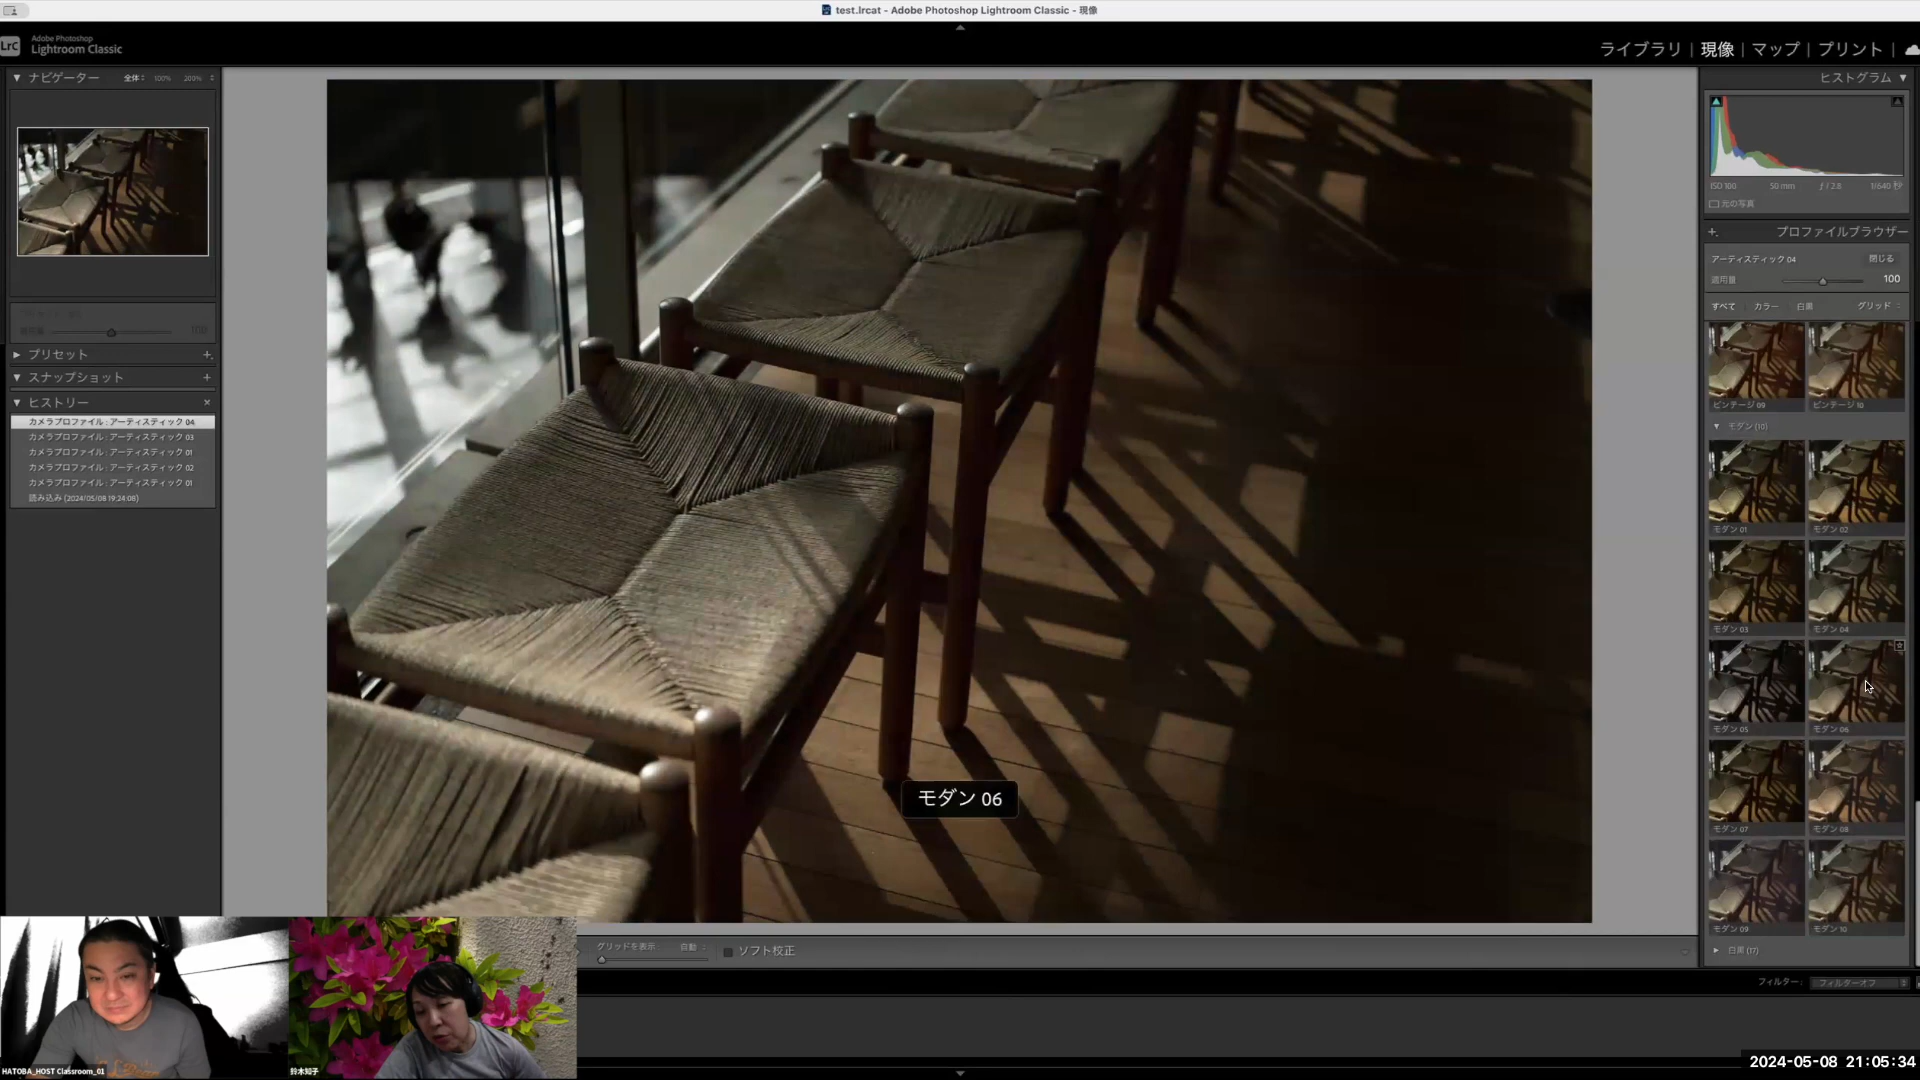 test.lrcat - Adobe Photoshop Lightroom Classic - 現像
LrC
Adobe Photoshop
Lightroom Classic
ライブラリ | 現像 | マップ | プリント |
ナビゲーター 全体 100% 200%
100
プリセット
スナップショット
ヒストリー
カメラプロファイル : アーティスティック 04
カメラプロファイル : アーティスティック 03
カメラプロファイル : アーティスティック 01
カメラプロファイル : アーティスティック 02
カメラプロファイル : アーティスティック 01
読み込み (2024/05/08 19:24:08)
モダン 06
グリッドを表示 : 自動
ソフト校正
ヒストグラム
ISO 100 50 mm ƒ / 2.8 1/640 秒
元の写真
プロファイルブラウザー
アーティスティック 04 閉じる
適用量 100
すべて カラー 白黒 グリッド
ビンテージ 09 ビンテージ 10
モダン (10)
モダン 01 モダン 02
モダン 03 モダン 04
モダン 05 モダン 06
モダン 07 モダン 08
モダン 09 モダン 10
白黒 (17)
フィルター : フィルターオフ
HATOBA_HOST Classroom_01
鈴木知子
2024-05-08 21:05:34